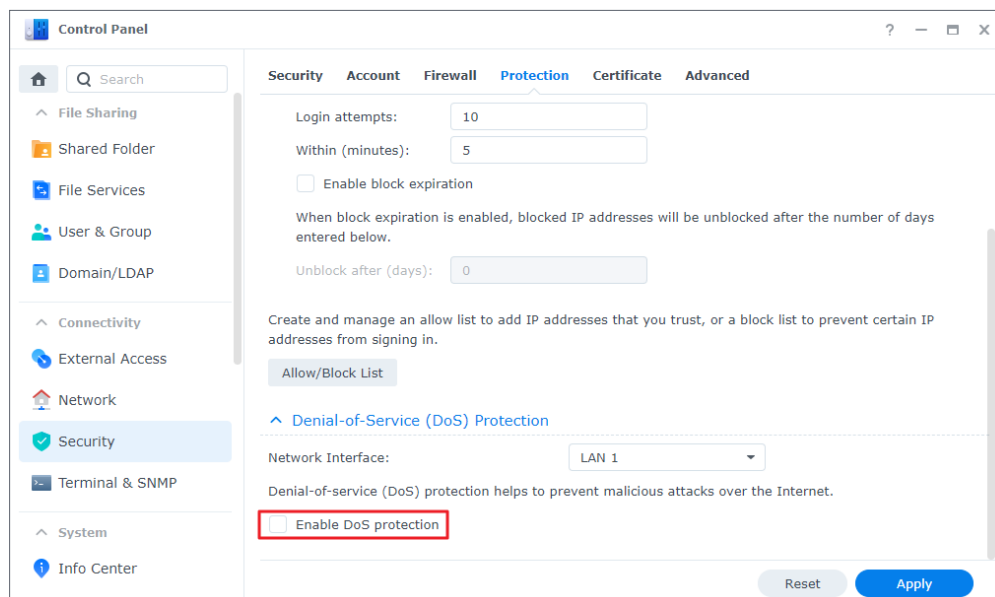 Control Panel
?
Search
Security Account Firewall Protection Certificate Advanced
File Sharing
Shared Folder
File Services
User & Group
Domain/LDAP
Connectivity
External Access
Network
Security
Terminal & SNMP
System
Info Center
Login attempts: 10
Within (minutes): 5
Enable block expiration
When block expiration is enabled, blocked IP addresses will be unblocked after the number of days
entered below.
Unblock after (days): 0
Create and manage an allow list to add IP addresses that you trust, or a block list to prevent certain IP
addresses from signing in.
Allow/Block List
Denial-of-Service (DoS) Protection
Network Interface: LAN 1
Denial-of-service (DoS) protection helps to prevent malicious attacks over the Internet.
Enable DoS protection
Reset Apply